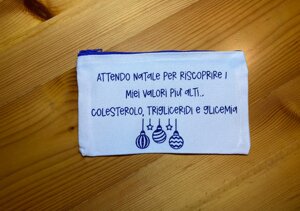 ATTENDO NATALE PER RISCOPRIRE I
MIEI VALORI PIU' ALTI..
COLESTEROLO, TRIGLICERIDI E GLICEMIA